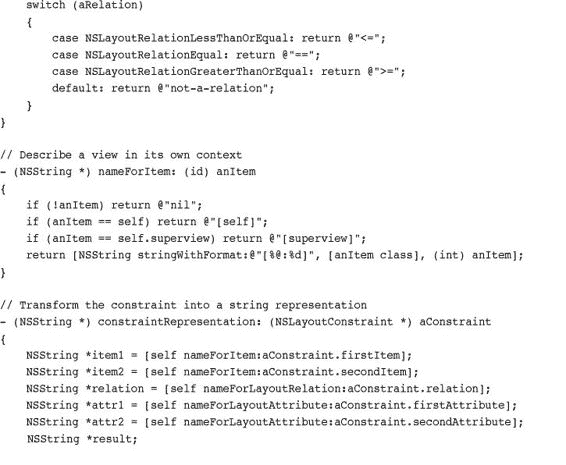 switch (aRelation)
{
case NSLayoutRelationLessThanOrEqual: return @"<=";
case NSLayoutRelationEqual: return @"==";
case NSLayoutRelationGreaterThanOrEqual: return @">=";
default: return @"not-a-relation";
}
}
// Describe a view in its own context
- (NSString *) nameForItem: (id) anItem
{
if (!anItem) return @"nil";
if (anItem == self) return @"[self]";
if (anItem == self.superview) return @"[superview]";
return [NSString stringWithFormat:@"[%@:%d]", [anItem class], (int) anItem];
}
// Transform the constraint into a string representation
- (NSString *) constraintRepresentation: (NSLayoutConstraint *) aConstraint
{
NSString *item1 = [self nameForItem:aConstraint.firstItem];
NSString *item2 = [self nameForItem:aConstraint.secondItem];
NSString *relation = [self nameForLayoutRelation:aConstraint.relation];
NSString *attr1 = [self nameForLayoutAttribute:aConstraint.firstAttribute];
NSString *attr2 = [self nameForLayoutAttribute:aConstraint.secondAttribute];
NSString *result;